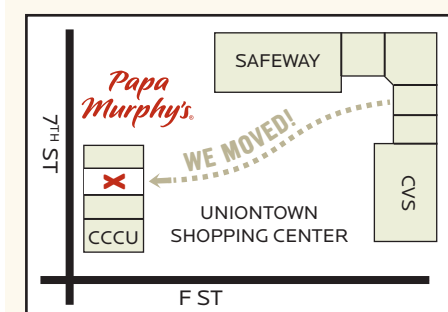 SAFEWAY
Papa
Murphy's®
WE MOVED!
7TH ST
CVS
UNIONTOWN
SHOPPING CENTER
CCCU
F ST